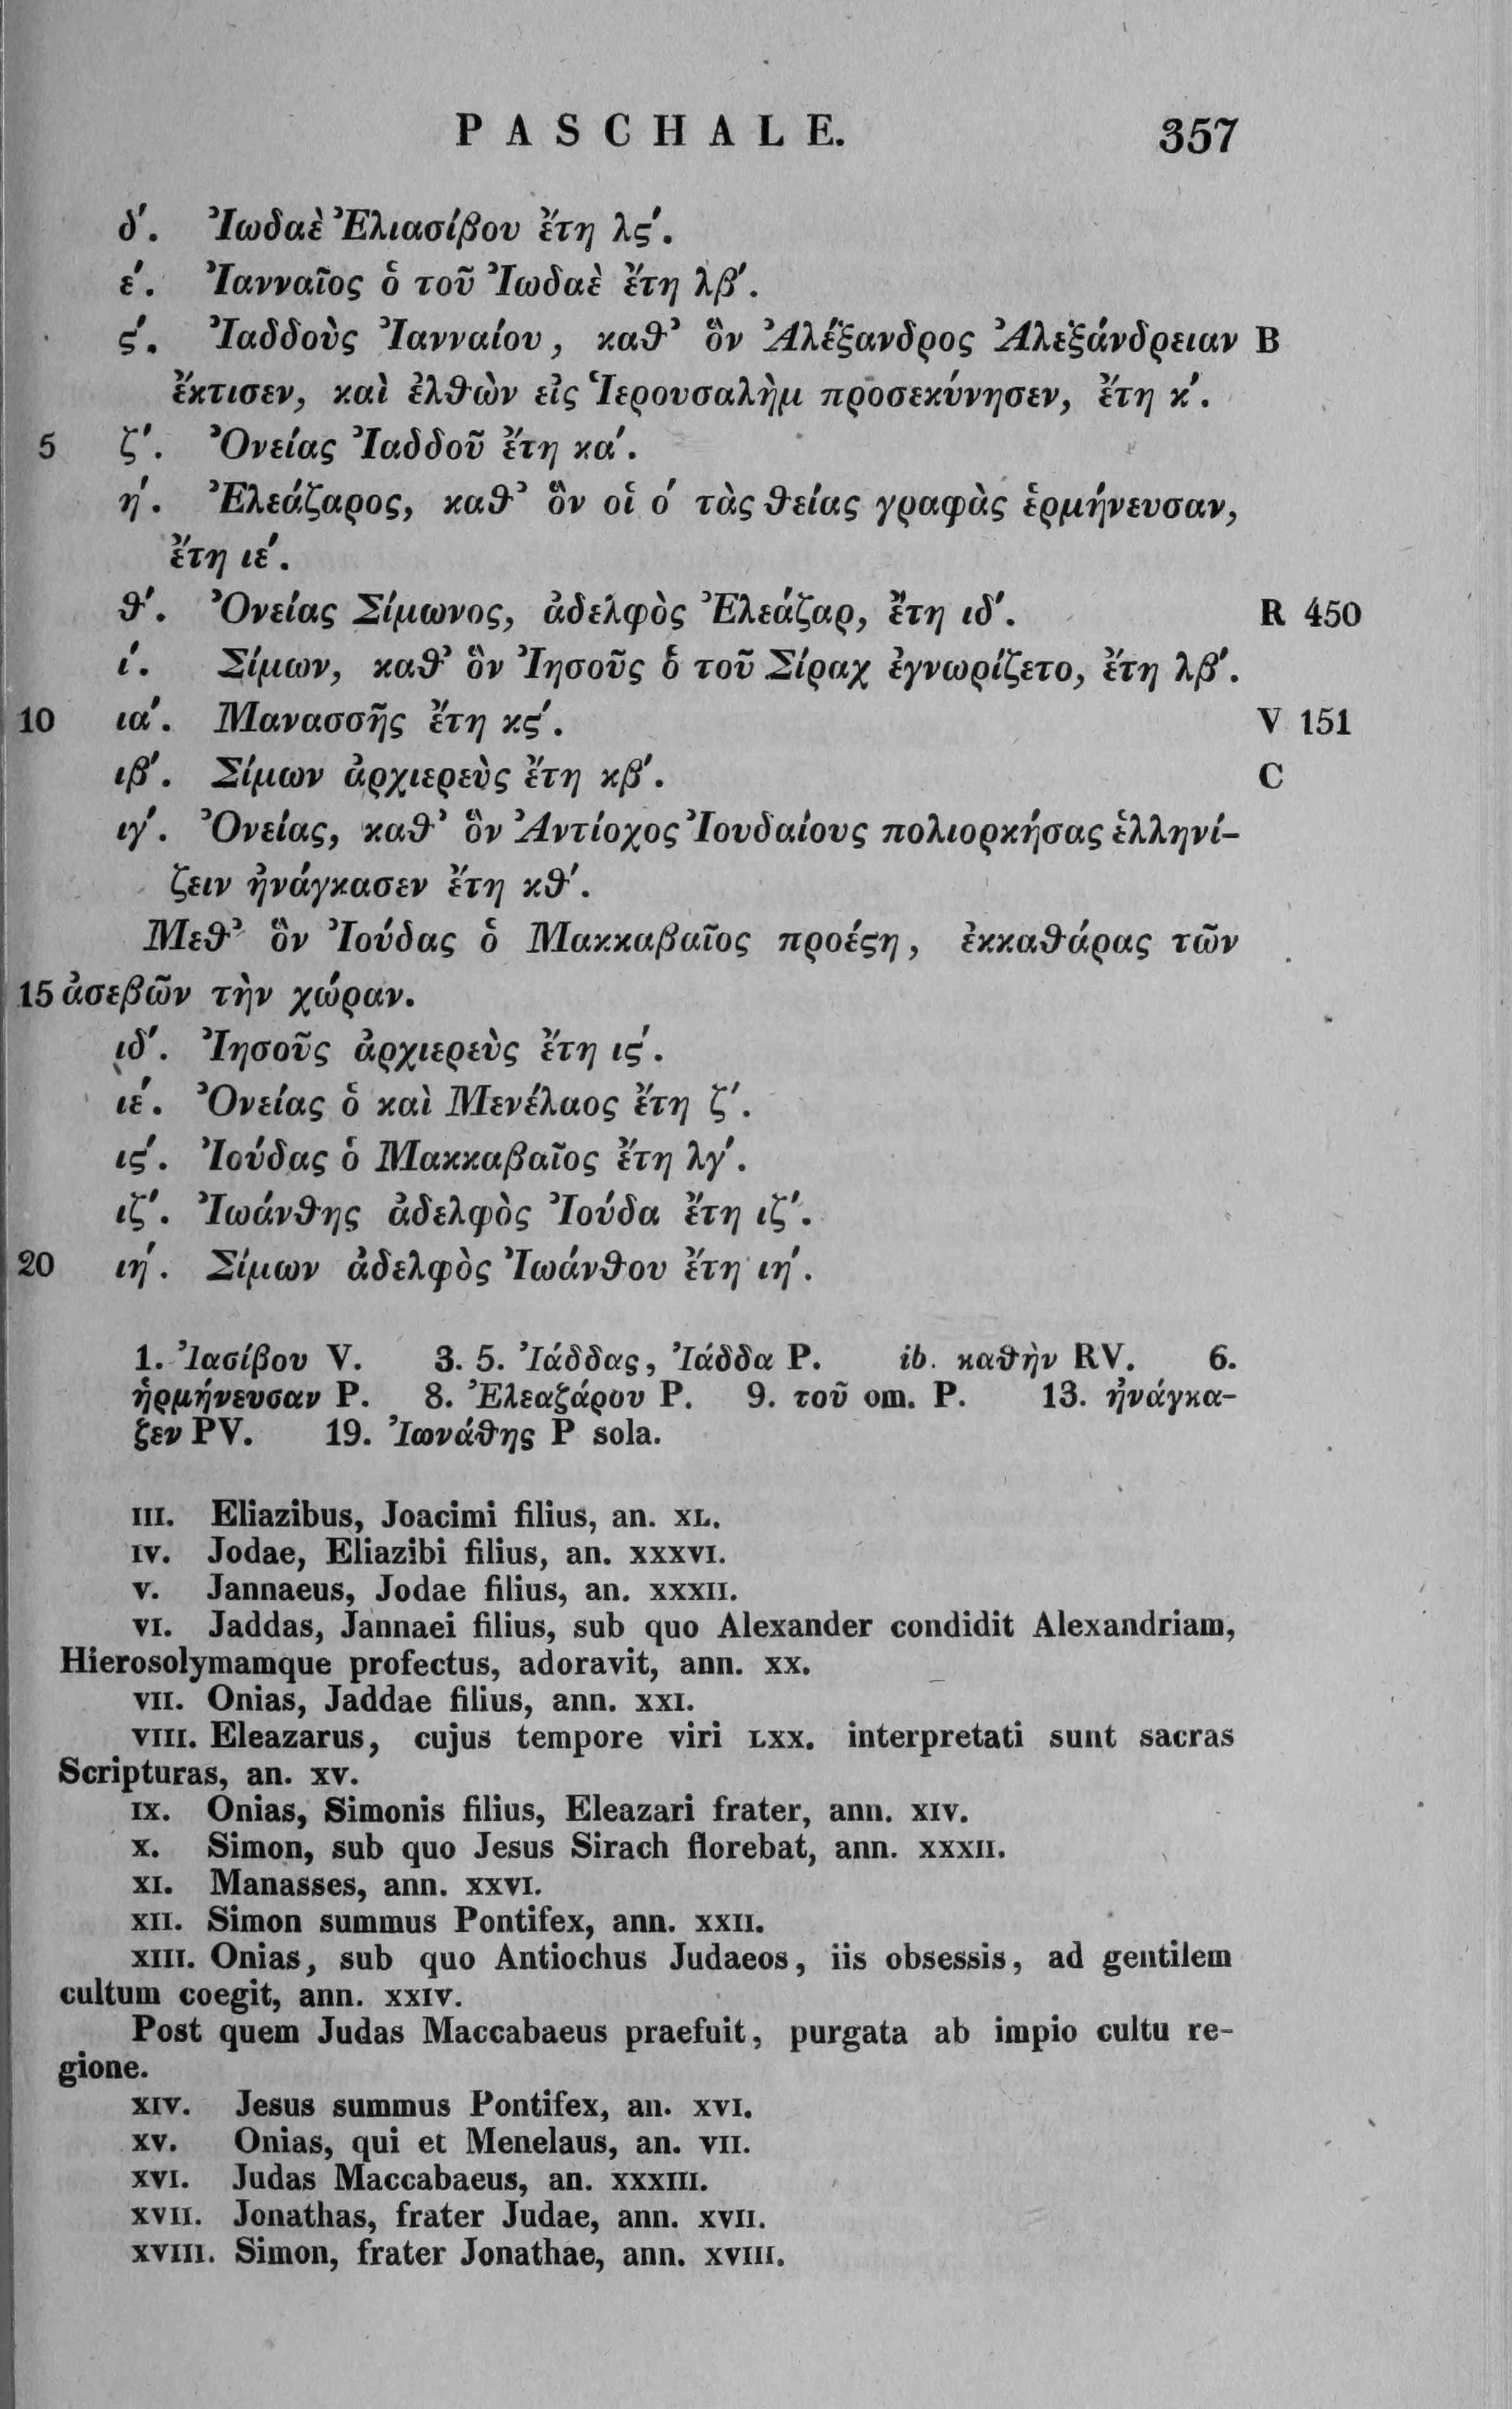 PASCHALE. 357
δ΄. Ἰωδαὲ Ἐλιασίβου ἔτη λϛ΄.
ε΄. Ἰανναῖος ὁ τοῦ Ἰωδαὲ ἔτη λβ΄.
ϛ΄. Ἰαδδοὺς Ἰανναίου, καϑ᾽ ὃν Ἀλέξανδρος Ἀλεξάνδρειαν B
ἔκτισεν, καὶ ἐλϑὼν εἰς Ἱερουσαλὴμ προσεκύνησεν, ἔτη κ΄.
5 ζ΄. Ὀνείας Ἰαδδοῦ ἔτη κα΄.
η΄. Ἐλεάζαρος, καϑ᾽ ὃν οἱ ο΄ τὰς ϑείας γραφὰς ἑρμήνευσαν,
ἔτη ιε΄.
ϑ΄. Ὀνείας Σίμωνος, ἀδελφὸς Ἐλεάζαρ, ἔτη ιδ΄. R 450
ι΄. Σίμων, καϑ᾽ ὃν Ἰησοῦς ὁ τοῦ Σίραχ ἐγνωρίζετο, ἔτη λβ΄.
10 ια΄. Μανασσῆς ἔτη κϛ΄. V 151
ιβ΄. Σίμων ἀρχιερεὺς ἔτη κβ΄. C
ιγ΄. Ὀνείας, καϑ᾽ ὃν Ἀντίοχος Ἰουδαίους πολιορκήσας ἑλληνί-
ζειν ἠνάγκασεν ἔτη κϑ΄.
Μεϑ᾽ ὃν Ἰούδας ὁ Μακκαβαῖος προέϛη, ἐκκαϑάρας τῶν
15 ἀσεβῶν τὴν χώραν.
ιδ΄. Ἰησοῦς ἀρχιερεὺς ἔτη ιϛ΄.
ιε΄. Ὀνείας ὁ καὶ Μενέλαος ἔτη ζ΄.
ιϛ΄. Ἰούδας ὁ Μακκαβαῖος ἔτη λγ΄.
ιζ΄. Ἰωάνϑης ἀδελφὸς Ἰούδα ἔτη ιζ΄.
20 ιη΄. Σίμων ἀδελφὸς Ἰωάνϑου ἔτη ιη΄.
1. Ἰασίβου V. 3. 5. Ἰάδδας, Ἰάδδα P. ib. καϑὴν RV. 6.
ἡρμήνευσαν P. 8. Ἐλεαζάρου P. 9. τοῦ om. P. 13. ἠνάγκα-
ζεν PV. 19. Ἰωνάϑης P sola.
III. Eliazibus, Joacimi filius, an. XL.
IV. Jodae, Eliazibi filius, an. XXXVI.
V. Jannaeus, Jodae filius, an. XXXII.
VI. Jaddas, Jannaei filius, sub quo Alexander condidit Alexandriam,
Hierosolymamque profectus, adoravit, ann. XX.
VII. Onias, Jaddae filius, ann. XXI.
VIII. Eleazarus, cujus tempore viri LXX. interpretati sunt sacras
Scripturas, an. XV.
IX. Onias, Simonis filius, Eleazari frater, ann. XIV.
X. Simon, sub quo Jesus Sirach florebat, ann. XXXII.
XI. Manasses, ann. XXVI.
XII. Simon summus Pontifex, ann. XXII.
XIII. Onias, sub quo Antiochus Judaeos, iis obsessis, ad gentilem
cultum coegit, ann. XXIV.
Post quem Judas Maccabaeus praefuit, purgata ab impio cultu re-
gione.
XIV. Jesus summus Pontifex, an. XVI.
XV. Onias, qui et Menelaus, an. VII.
XVI. Judas Maccabaeus, an. XXXIII.
XVII. Jonathas, frater Judae, ann. XVII.
XVIII. Simon, frater Jonathae, ann. XVIII.